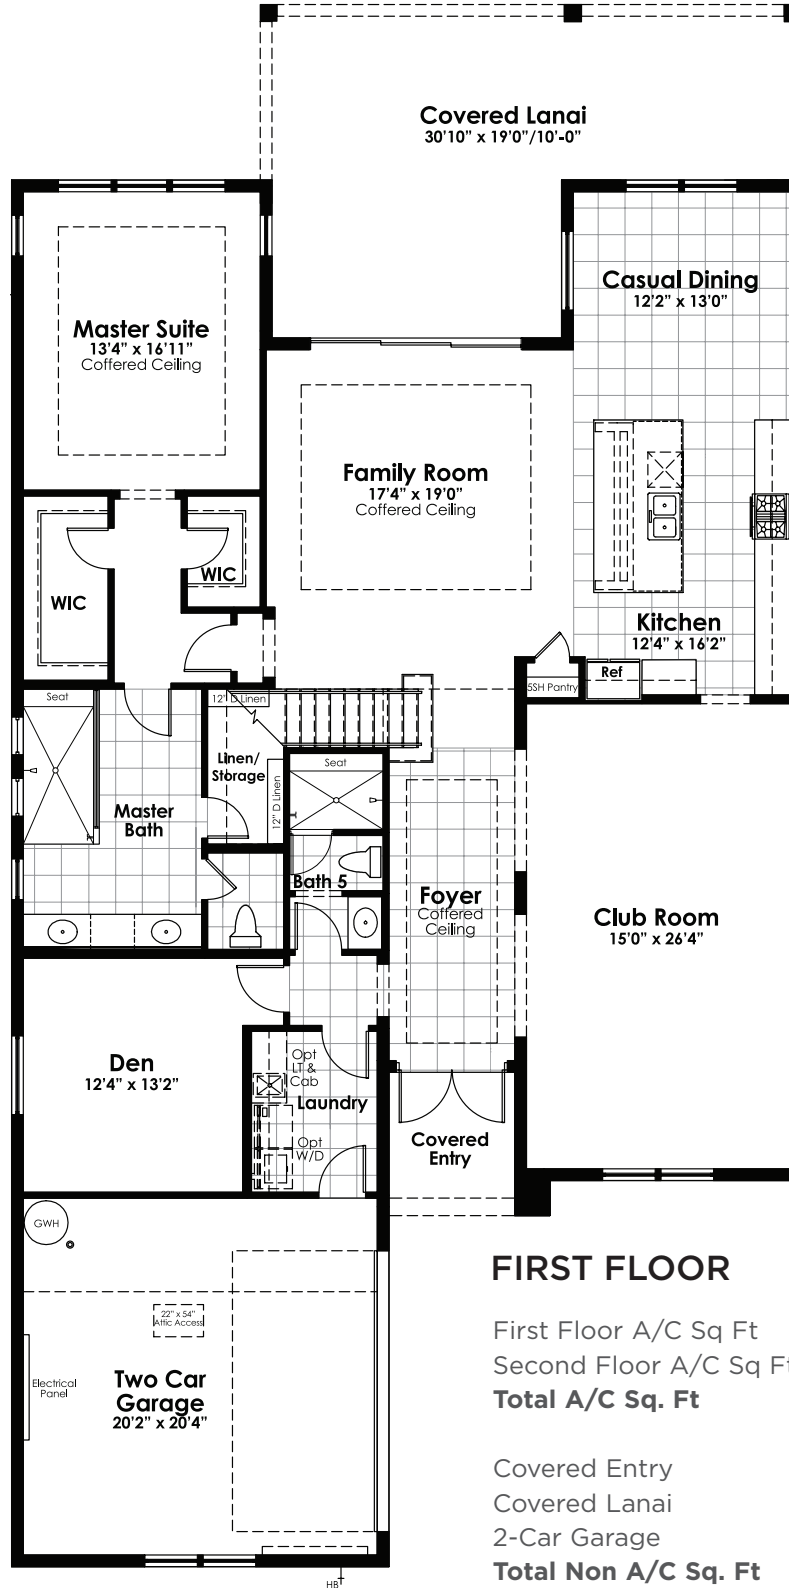 Covered Lanai
30'10" x 19'0"/10'-0"
Casual Dining
12'2" x 13'0"
Master Suite
13'4" x 16'11"
Coffered Ceiling
Family Room
17'4" x 19'0"
Coffered Ceiling
WIC
WIC
Kitchen
12'4" x 16'2"
Ref
5SH Pantry
Seat
12" D Linen
Linen/
Storage
12" D Linen
Seat
Master
Bath
Bath 5
Foyer
Coffered
Ceiling
Club Room
15'0" x 26'4"
Den
12'4" x 13'2"
Opt
LT &
Cab
Laundry
Opt
W/D
Covered
Entry
GWH
22" x 54"
Attic Access
Electrical
Panel
Two Car
Garage
20'2" x 20'4"
HB
FIRST FLOOR
First Floor A/C Sq Ft
Second Floor A/C Sq Ft
Total A/C Sq. Ft
Covered Entry
Covered Lanai
2-Car Garage
Total Non A/C Sq. Ft